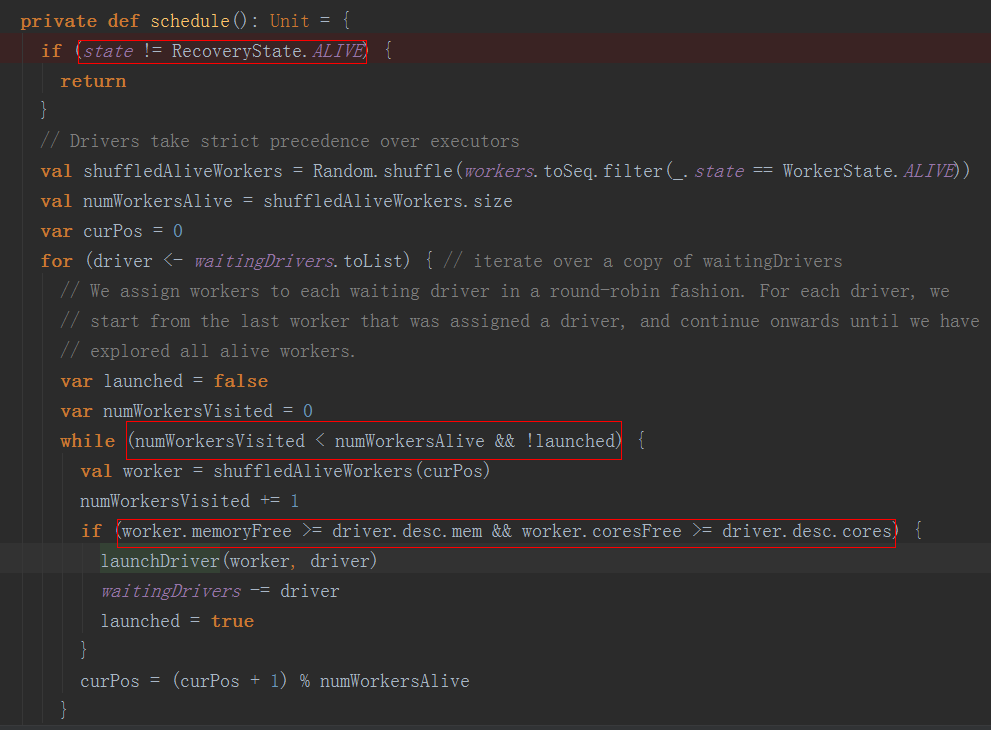 private def schedule(): Unit = {
  if (state != RecoveryState.ALIVE) {
    return
  }
  // Drivers take strict precedence over executors
  val shuffledAliveWorkers = Random.shuffle(workers.toSeq.filter(_.state == WorkerState.ALIVE))
  val numWorkersAlive = shuffledAliveWorkers.size
  var curPos = 0
  for (driver <- waitingDrivers.toList) { // iterate over a copy of waitingDrivers
    // We assign workers to each waiting driver in a round-robin fashion. For each driver, we
    // start from the last worker that was assigned a driver, and continue onwards until we have
    // explored all alive workers.
    var launched = false
    var numWorkersVisited = 0
    while (numWorkersVisited < numWorkersAlive && !launched) {
      val worker = shuffledAliveWorkers(curPos)
      numWorkersVisited += 1
      if (worker.memoryFree >= driver.desc.mem && worker.coresFree >= driver.desc.cores) {
        launchDriver(worker, driver)
        waitingDrivers -= driver
        launched = true
      }
      curPos = (curPos + 1) % numWorkersAlive
    }